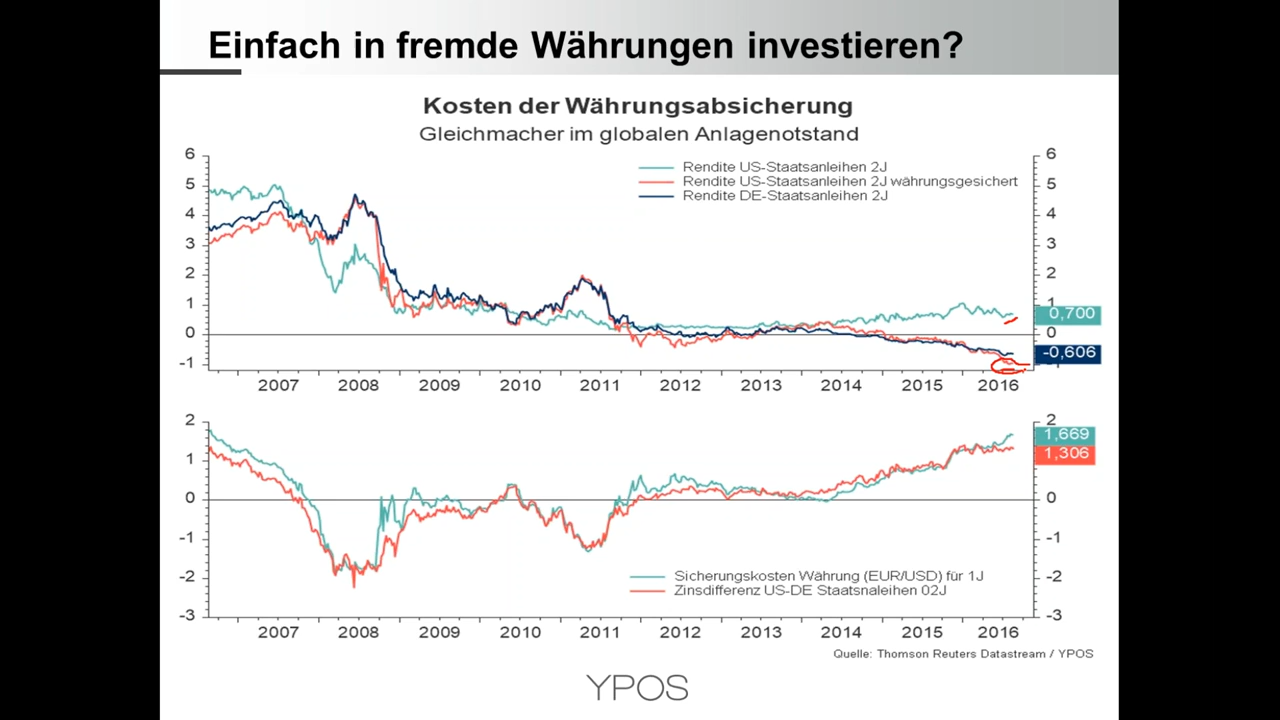 Einfach in fremde Währungen investieren?
Kosten der Währungsabsicherung
Gleichmacher im globalen Anlagenotstand
Rendite US-Staatsanleihen 2J
Rendite US-Staatsanleihen 2J währungsgesichert
Rendite DE-Staatsanleihen 2J
6 6
5 5
4 4
3 3
2 2
1 1
0,700
0 0
-0,606
-1
2007 2008 2009 2010 2011 2012 2013 2014 2015 2016
2 2
1,669
1,306
1
0 0
-1 -1
-2 -2
-3 -3
Sicherungskosten Währung (EUR/USD) für 1J
Zinsdifferenz US-DE Staatsnaleihen 02J
2007 2008 2009 2010 2011 2012 2013 2014 2015 2016
Quelle: Thomson Reuters Datastream / YPOS
YPOS